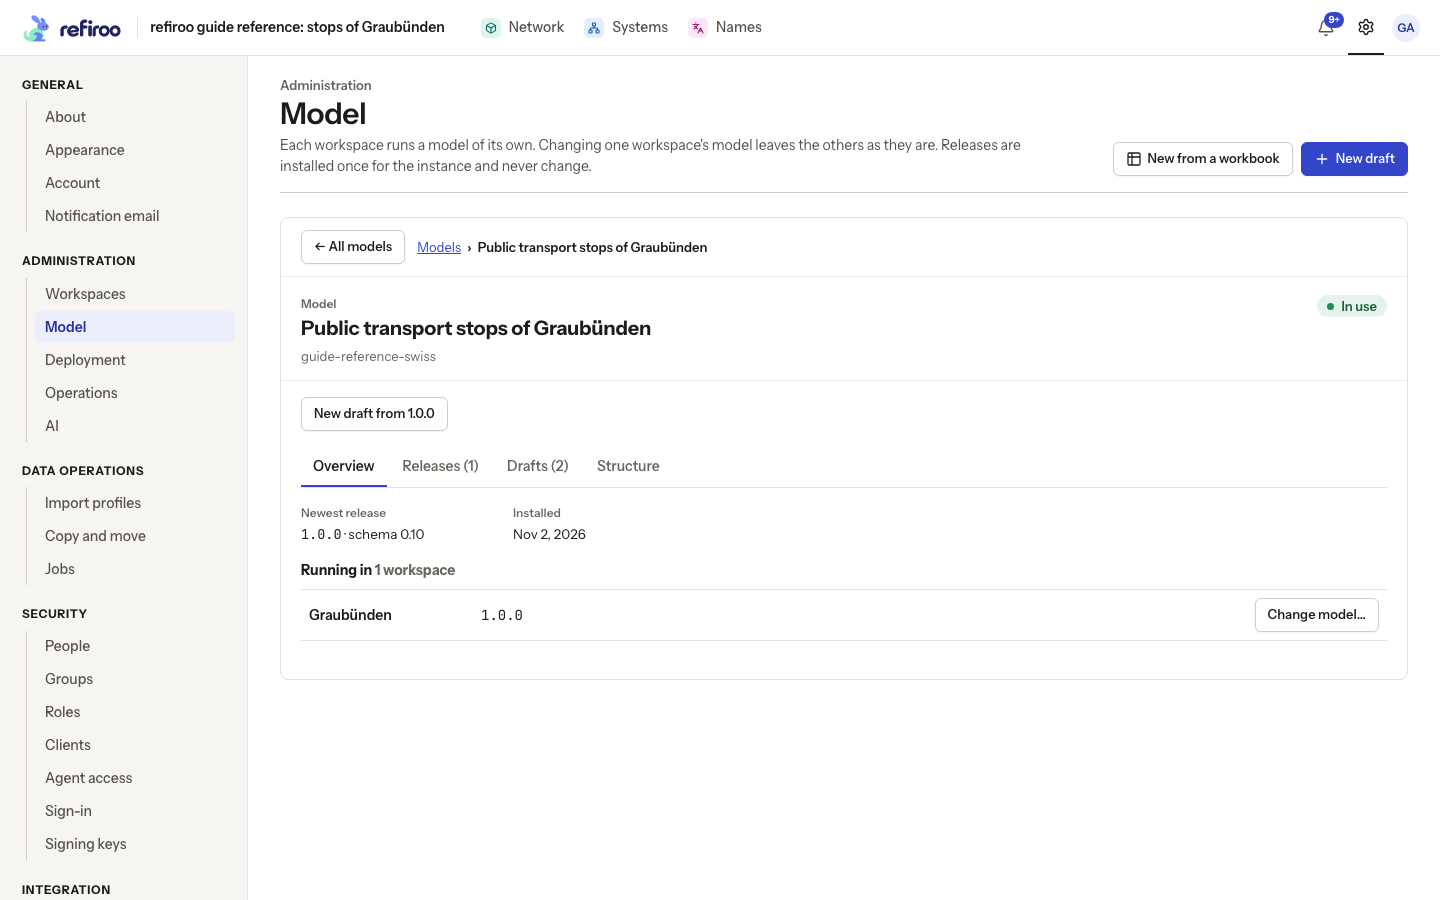 refiroo
refiroo guide reference: stops of Graubünden
Network
Systems
Names
9+
GA
GENERAL
About
Appearance
Account
Notification email
ADMINISTRATION
Workspaces
Model
Deployment
Operations
AI
DATA OPERATIONS
Import profiles
Copy and move
Jobs
SECURITY
People
Groups
Roles
Clients
Agent access
Sign-in
Signing keys
INTEGRATION
Administration
Model
Each workspace runs a model of its own. Changing one workspace's model leaves the others as they are. Releases are
installed once for the instance and never change.
New from a workbook
+ New draft
← All models
Models › Public transport stops of Graubünden
Model
Public transport stops of Graubünden
guide-reference-swiss
In use
New draft from 1.0.0
Overview
Releases (1)
Drafts (2)
Structure
Newest release
1.0.0 · schema 0.10
Installed
Nov 2, 2026
Running in 1 workspace
Graubünden
1.0.0
Change model...